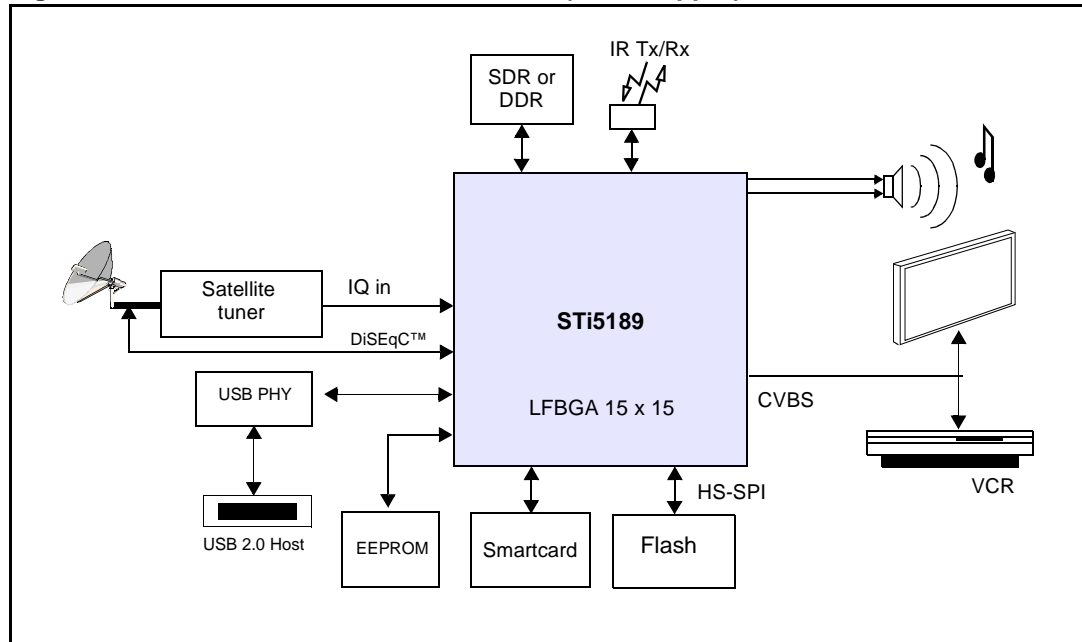 IR Tx/Rx
SDR or
DDR
Satellite
tuner
IQ in
DiSEqC™
STi5189
LFBGA 15 x 15
USB PHY
CVBS
VCR
HS-SPI
USB 2.0 Host
EEPROM
Smartcard
Flash